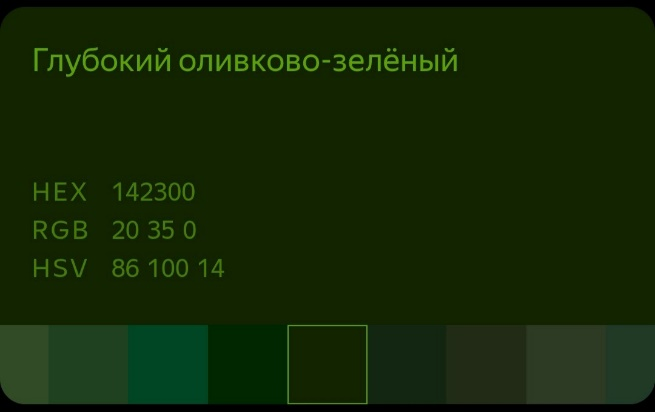 Глубокий оливково-зелёный
HEX 142300
RGB 20 35 0
HSV 86 100 14